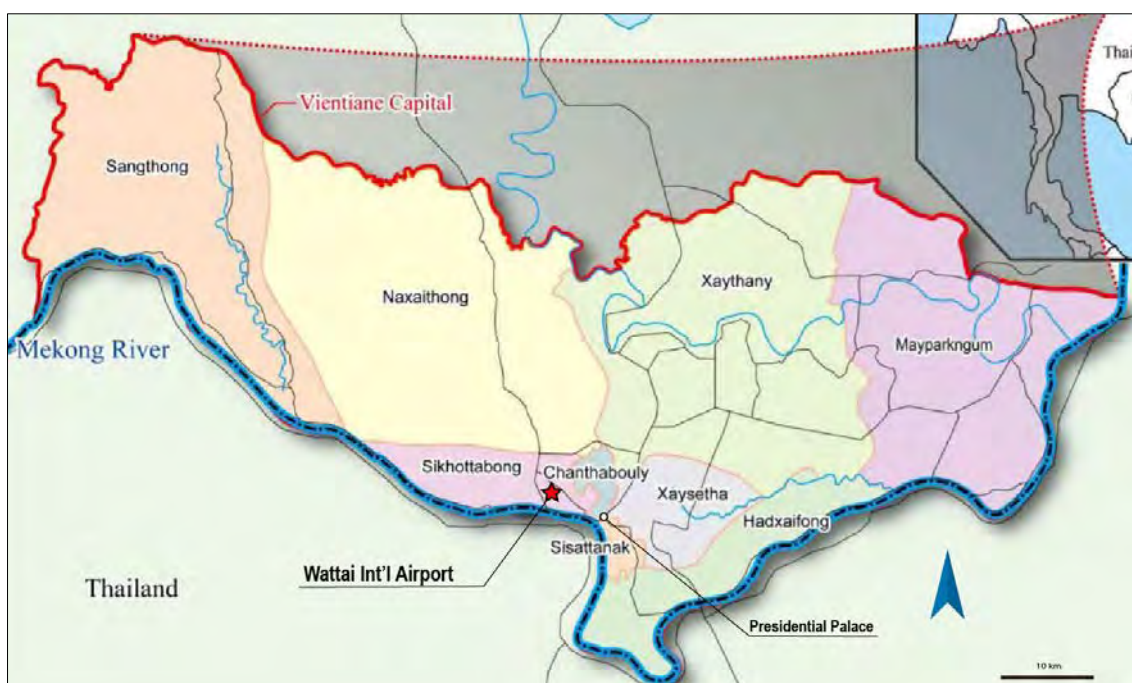 Thai
Vientiane Capital
Sangthong
Xaythany
Naxaithong
Mekong River
Mayparkngum
Sikhottabong
Chanthabouly
Xaysetha
Hadxaifong
Sisattanak
Wattai Int'l Airport
Thailand
Presidential Palace
10 km